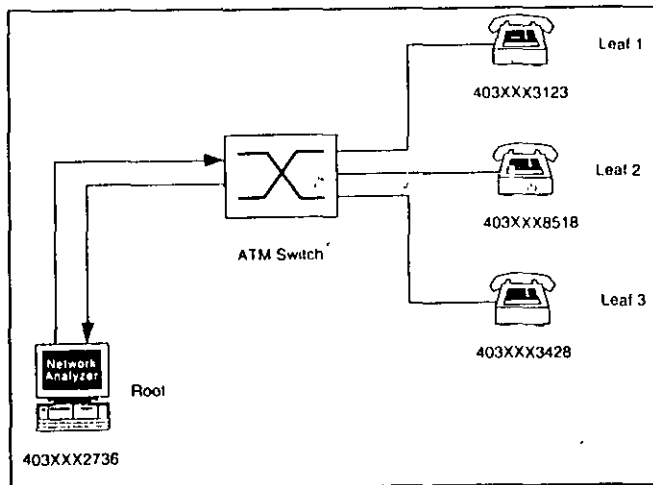 Leaf 1
403XXX3123
Leaf 2
403XXX8518
ATM Switch
Leaf 3
403XXX3428
Network
Analyzer
Root
403XXX2736